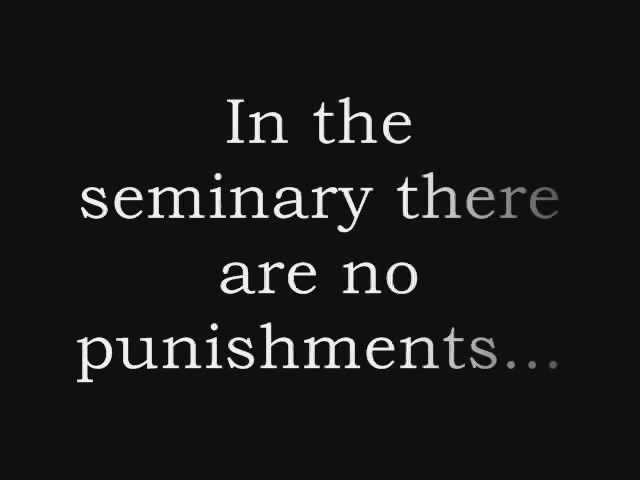 In the
seminary there
are no
punishments...